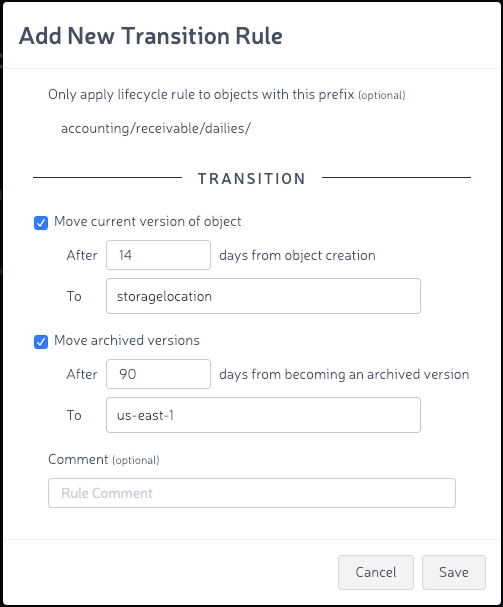 Add New Transition Rule
Only apply lifecycle rule to objects with this prefix (optional)
accounting/receivable/dailies/
TRANSITION
Move current version of object
After 14 days from object creation
To storagelocation
Move archived versions
After 90 days from becoming an archived version
To us-east-1
Comment (optional)
Rule Comment
Cancel Save